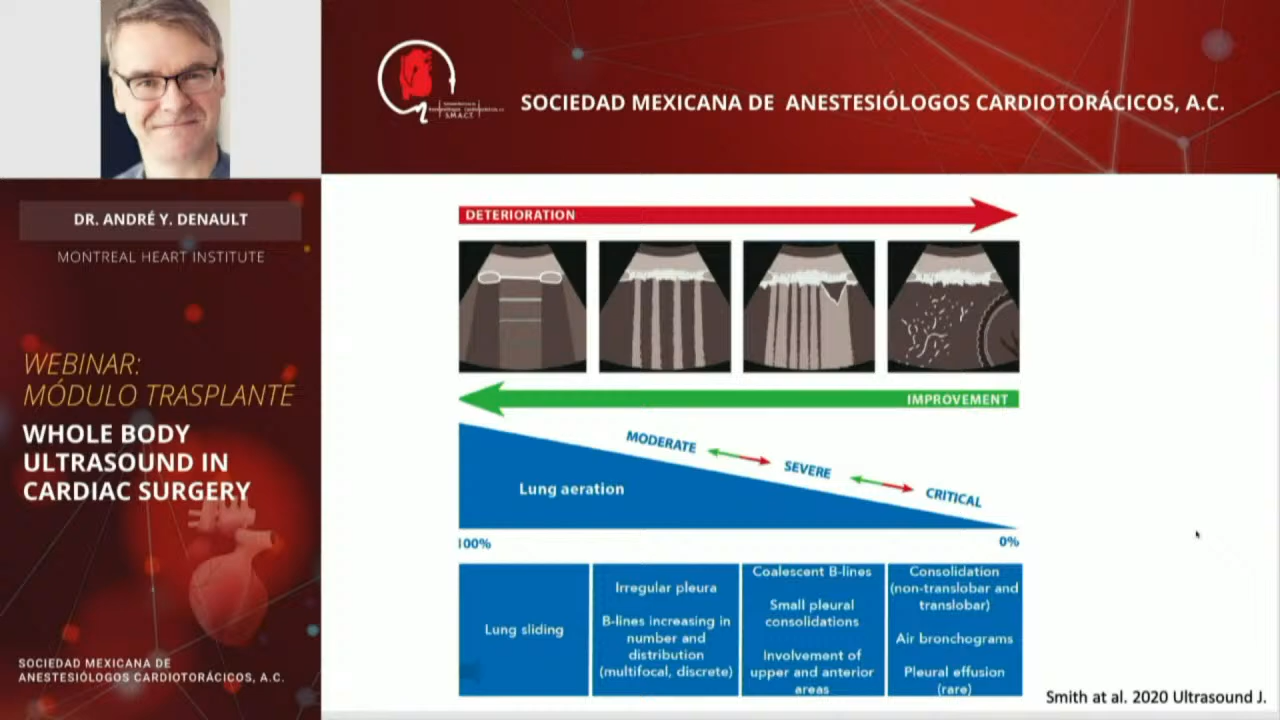 SOCIEDAD MEXICANA DE ANESTESIÓLOGOS CARDIOTORÁCICOS, A.C.
S.M.A.C.T.
DR. ANDRÉ Y. DENAULT
MONTREAL HEART INSTITUTE
WEBINAR:
MÓDULO TRASPLANTE
WHOLE BODY
ULTRASOUND IN
CARDIAC SURGERY
SOCIEDAD MEXICANA DE
ANESTESIÓLOGOS CARDIOTORÁCICOS, A.C.
DETERIORATION
IMPROVEMENT
MODERATE
SEVERE
CRITICAL
Lung aeration
100%
0%
Lung sliding
Irregular pleura
B-lines increasing in
number and
distribution
(multifocal, discrete)
Coalescent B-lines
Small pleural
consolidations
Involvement of
upper and anterior
areas
Consolidation
(non-translobar and
translobar)
Air bronchograms
Pleural effusion
(rare)
Smith at al. 2020 Ultrasound J.